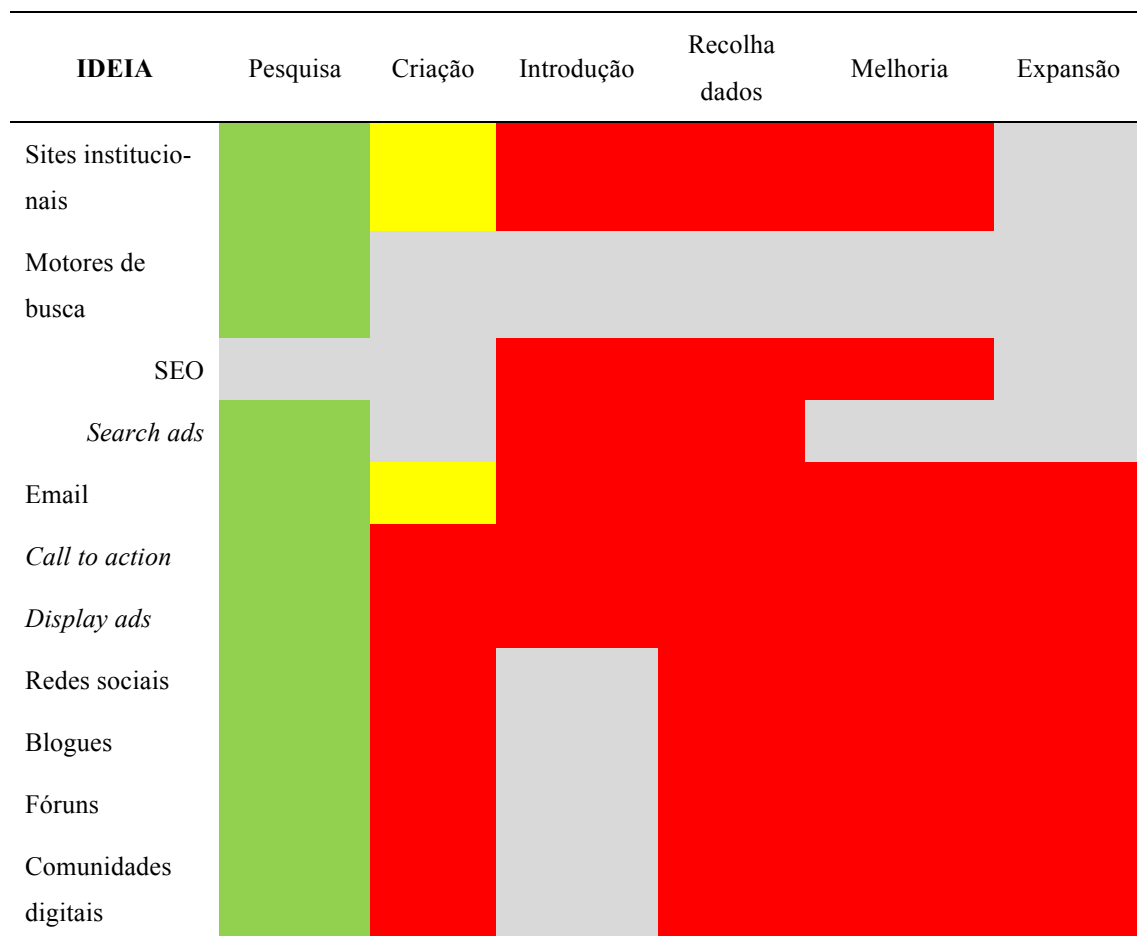 IDEIA Pesquisa Criação Introdução Recolha dados Melhoria Expansão
Sites institucio-
nais
Motores de
busca
SEO
Search ads
Email
Call to action
Display ads
Redes sociais
Blogues
Fóruns
Comunidades
digitais